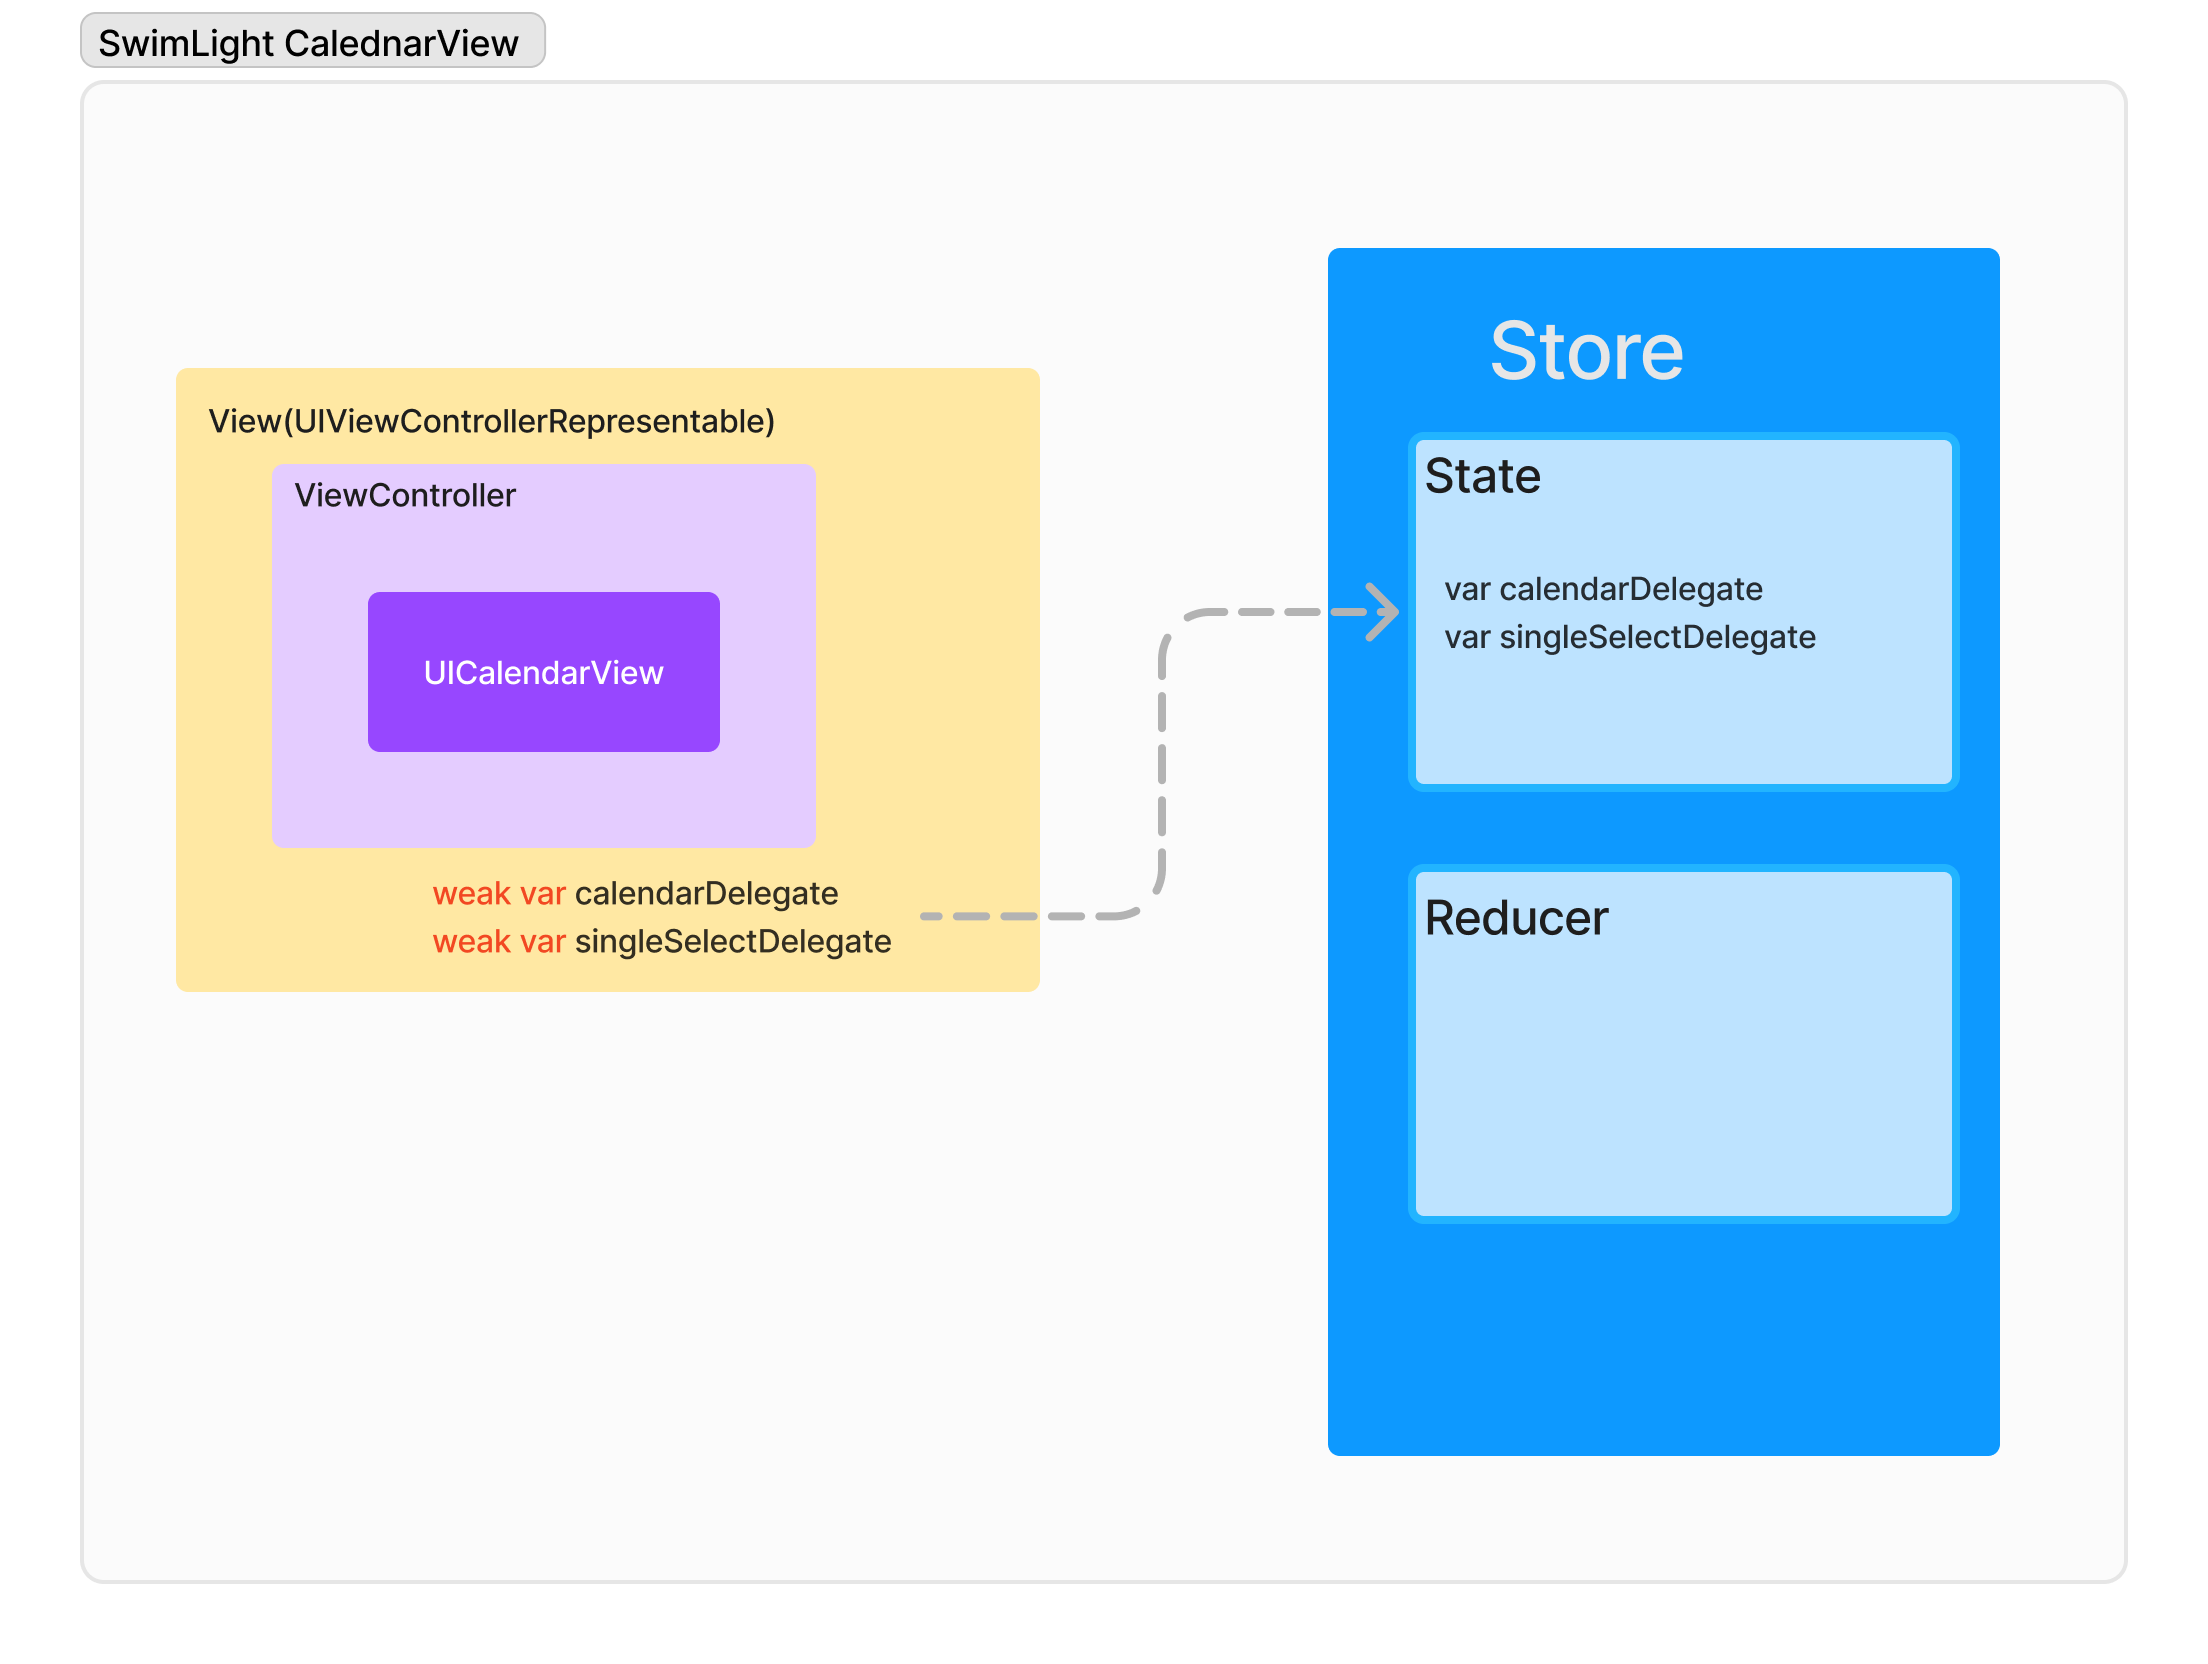 SwimLight CalednarView
View(UIViewControllerRepresentable)
ViewController
UICalendarView
weak var calendarDelegate
weak var singleSelectDelegate
Store
State
var calendarDelegate
var singleSelectDelegate
Reducer